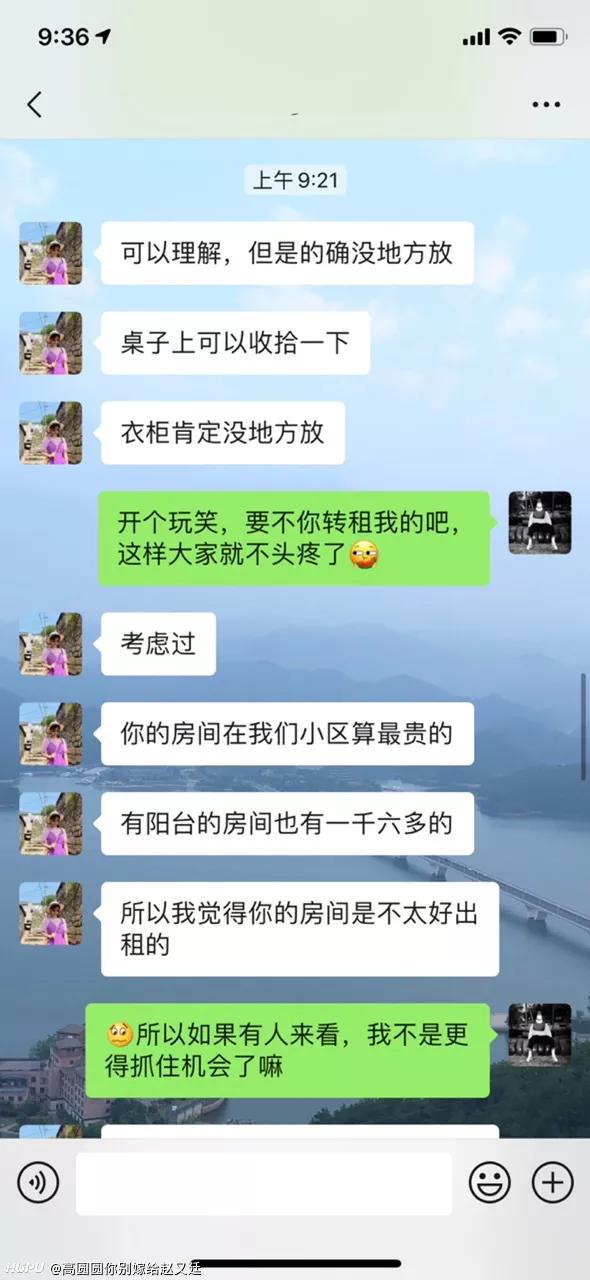 9:36
上午 9:21
可以理解，但是的确没地方放
桌子上可以收拾一下
衣柜肯定没地方放
开个玩笑，要不你转租我的吧，
这样大家就不头疼了
考虑过
你的房间在我们小区算最贵的
有阳台的房间也有一千六多的
所以我觉得你的房间是不太好出
租的
所以如果有人来看，我不是更
得抓住机会了嘛
HUPU @高圆圆你别嫁给赵又廷